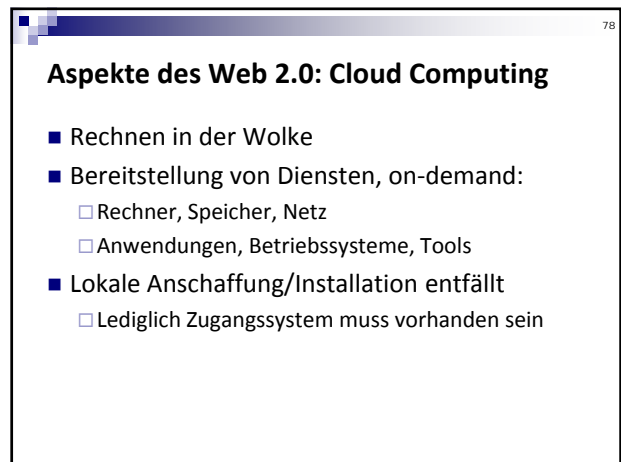 78
Aspekte des Web 2.0: Cloud Computing
Rechnen in der Wolke
Bereitstellung von Diensten, on-demand:
Rechner, Speicher, Netz
Anwendungen, Betriebssysteme, Tools
Lokale Anschaffung/Installation entfällt
Lediglich Zugangssystem muss vorhanden sein